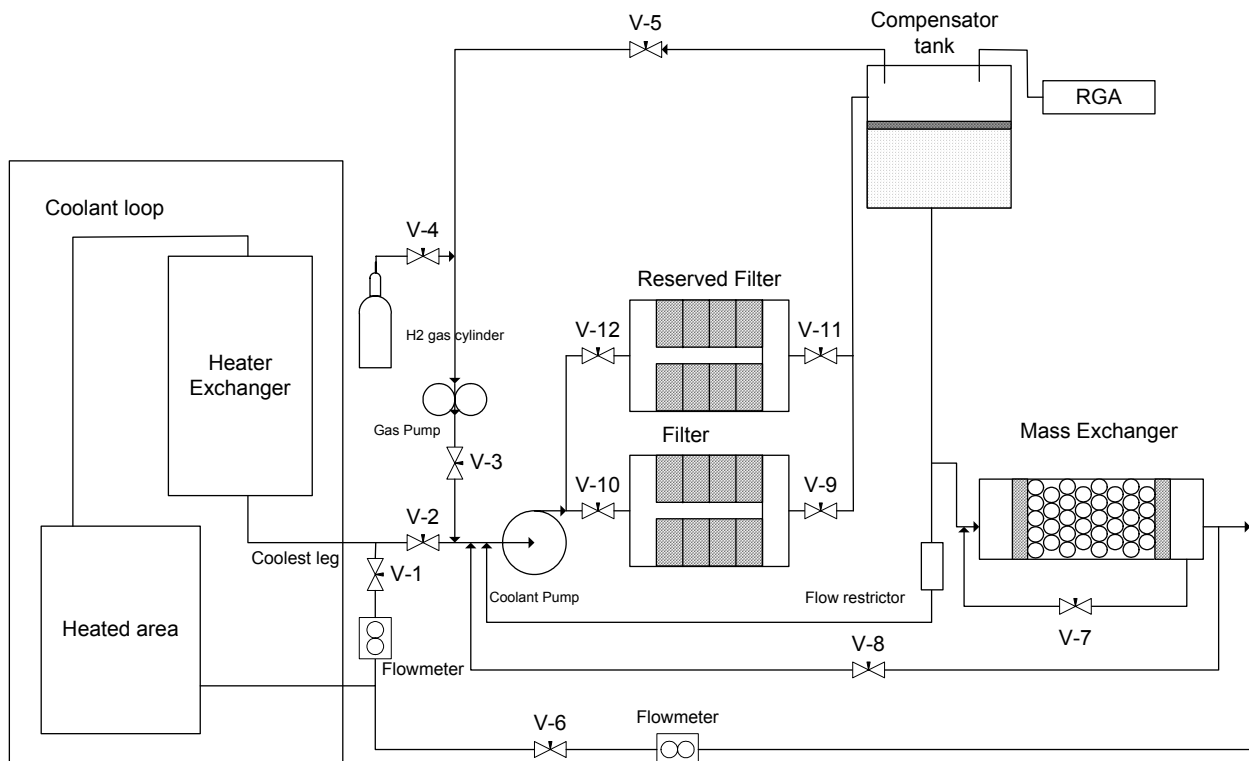 V-5
Compensator
tank
RGA
Coolant loop
V-4
H2 gas cylinder
Reserved Filter
V-12
V-11
Heater
Exchanger
Gas Pump
Filter
Mass Exchanger
V-3
V-10
V-9
V-2
Coolest leg
V-1
Coolant Pump
Flow restrictor
V-7
Heated area
Flowmeter
V-8
V-6
Flowmeter